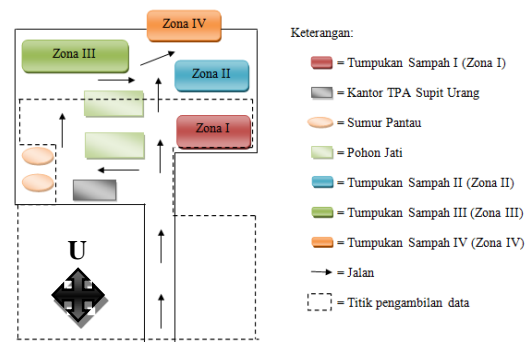 Zona IV
Zona III
Zona II
Zona I
U
Keterangan:
= Tumpukan Sampah I (Zona I)
= Kantor TPA Supit Urang
= Sumur Pantau
= Pohon Jati
= Tumpukan Sampah II (Zona II)
= Tumpukan Sampah III (Zona III)
= Tumpukan Sampah IV (Zona IV)
= Jalan
= Titik pengambilan data